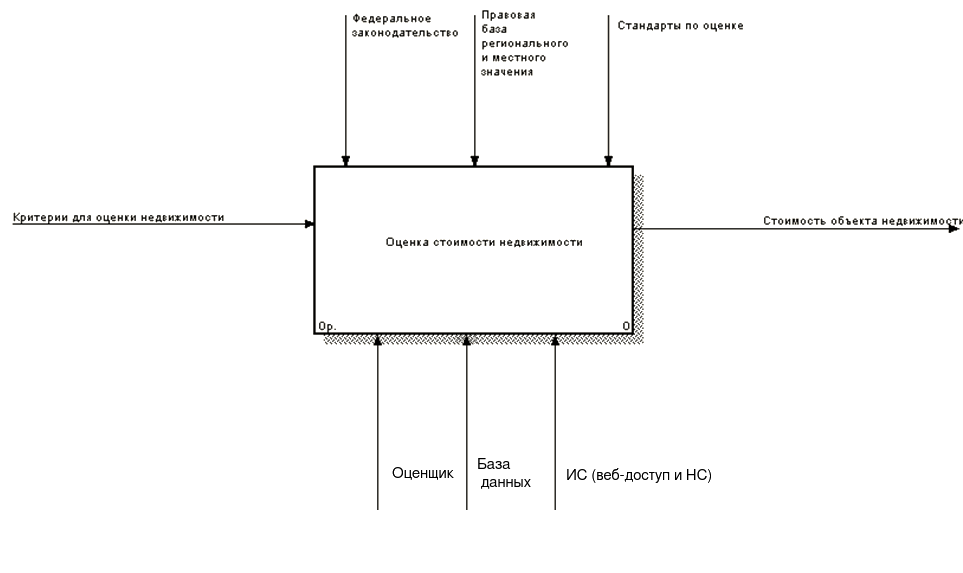 Федеральное
законодательство
Правовая
база
регионального
и местного
значения
Стандарты по оценке
Критерии для оценки недвижимости
Оценка стоимости недвижимости
Стоимость объекта недвижимости
0р.
0
Оценщик
База
данных
ИС (веб-доступ и НС)